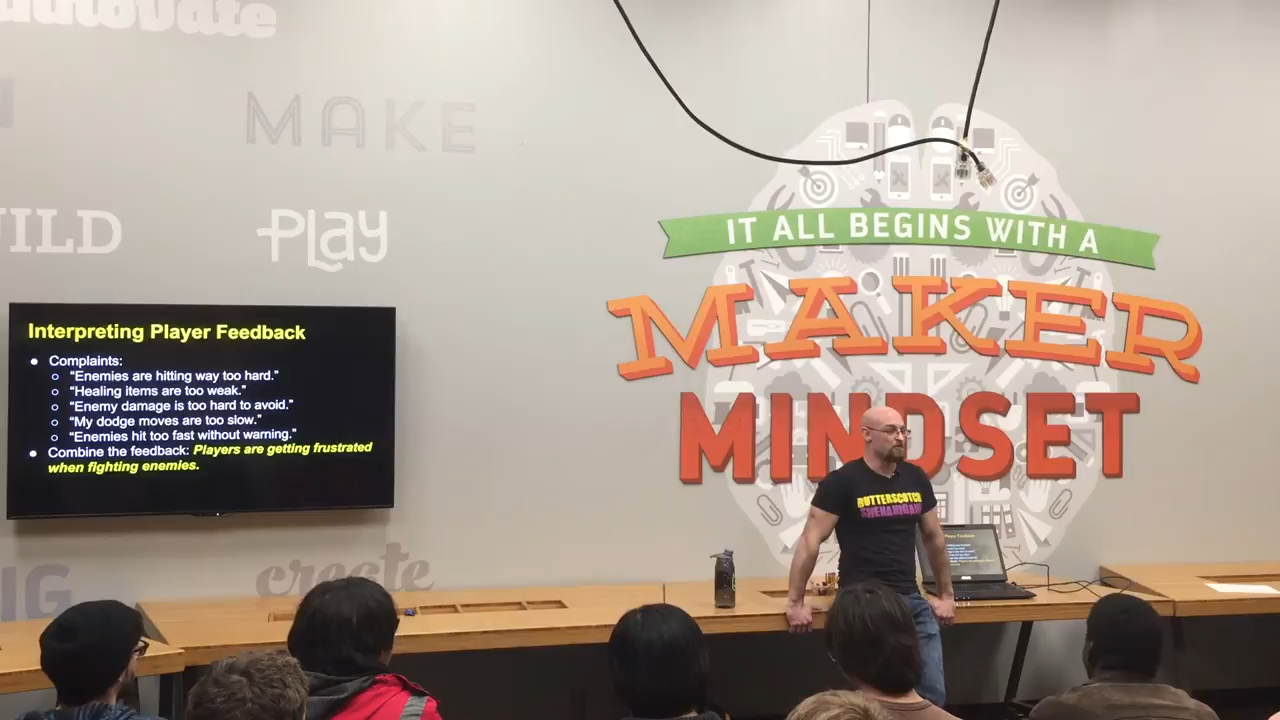 MAKE
PLAY
IT ALL BEGINS WITH A
MAKER
MINDSET
Interpreting Player Feedback
● Complaints:
○ "Enemies are hitting way too hard."
○ "Healing items are too weak."
○ "Enemy damage is too hard to avoid."
○ "My dodge moves are too slow."
○ "Enemies hit too fast without warning."
● Combine the feedback: Players are getting frustrated
when fighting enemies.
BUTTERSCOTCH
SHENANIGANS
create